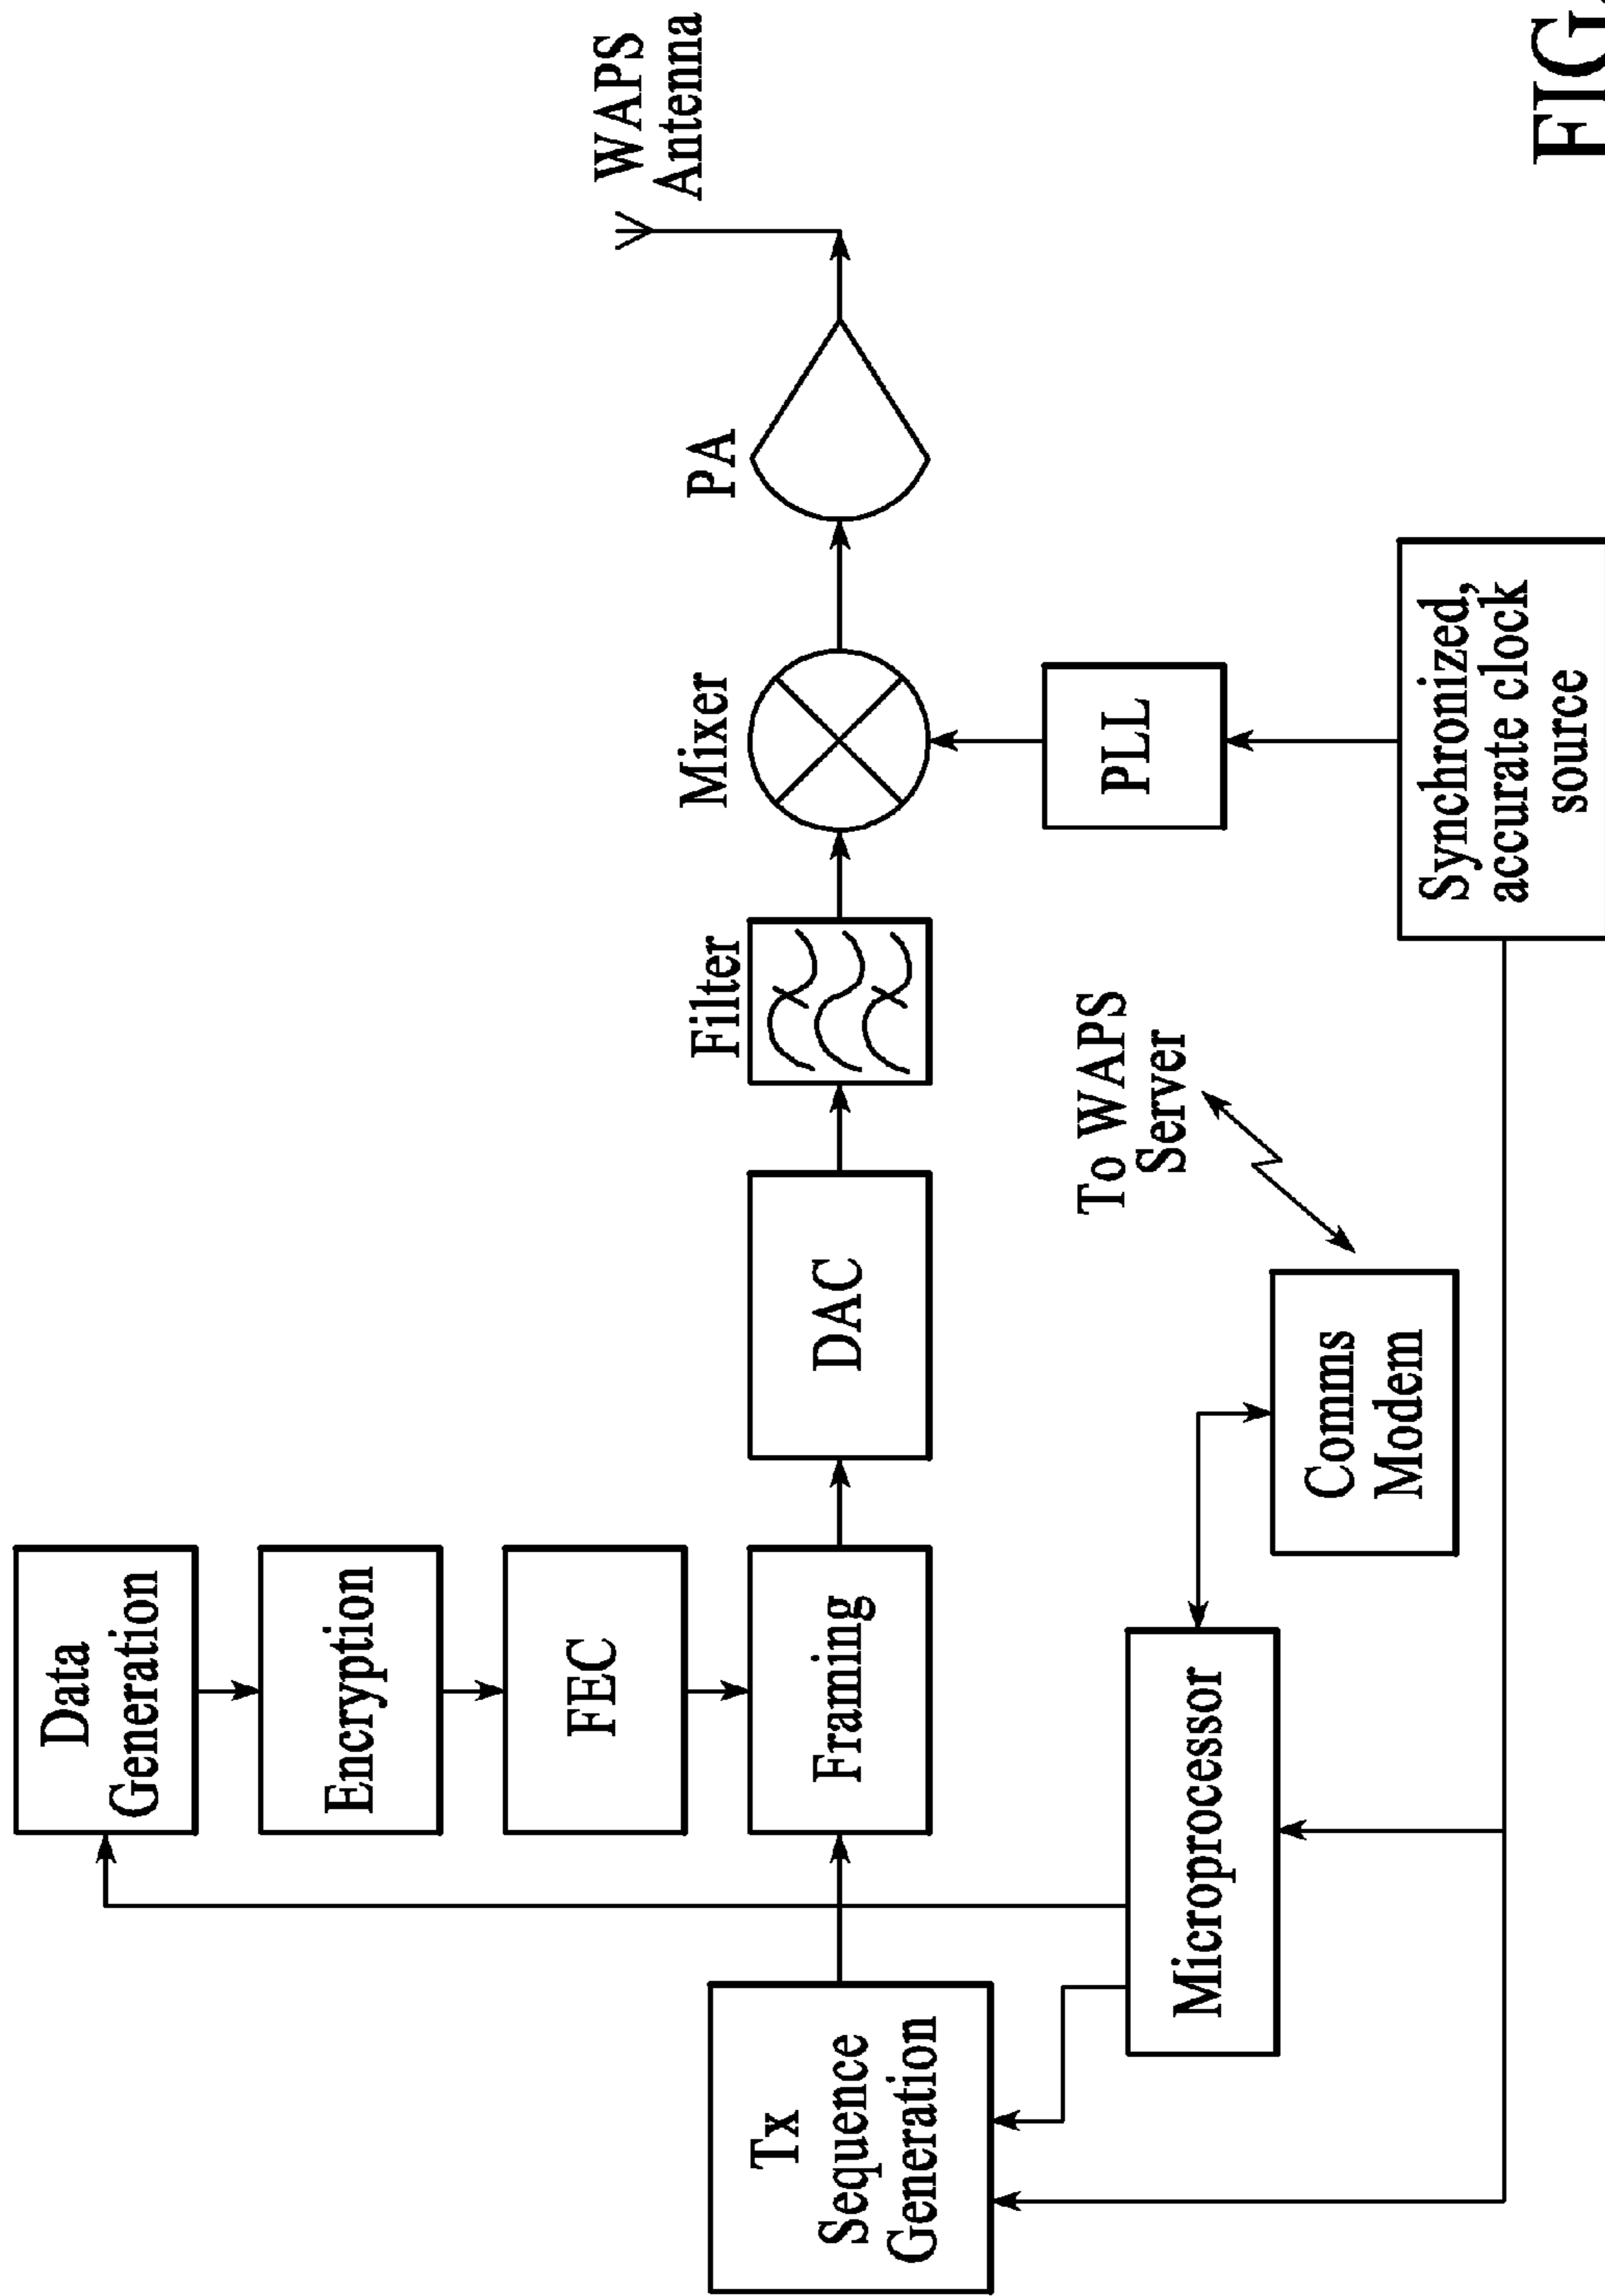 Data
Generation
Encryption
FEC
Framing
Tx
Sequence
Generation
DAC
Filter
Mixer
PA
WAPS
Antenna
PLL
Microprocessor
Comms
Modem
To WAPS
Server
Synchronized,
accurate clock
source
FIG.